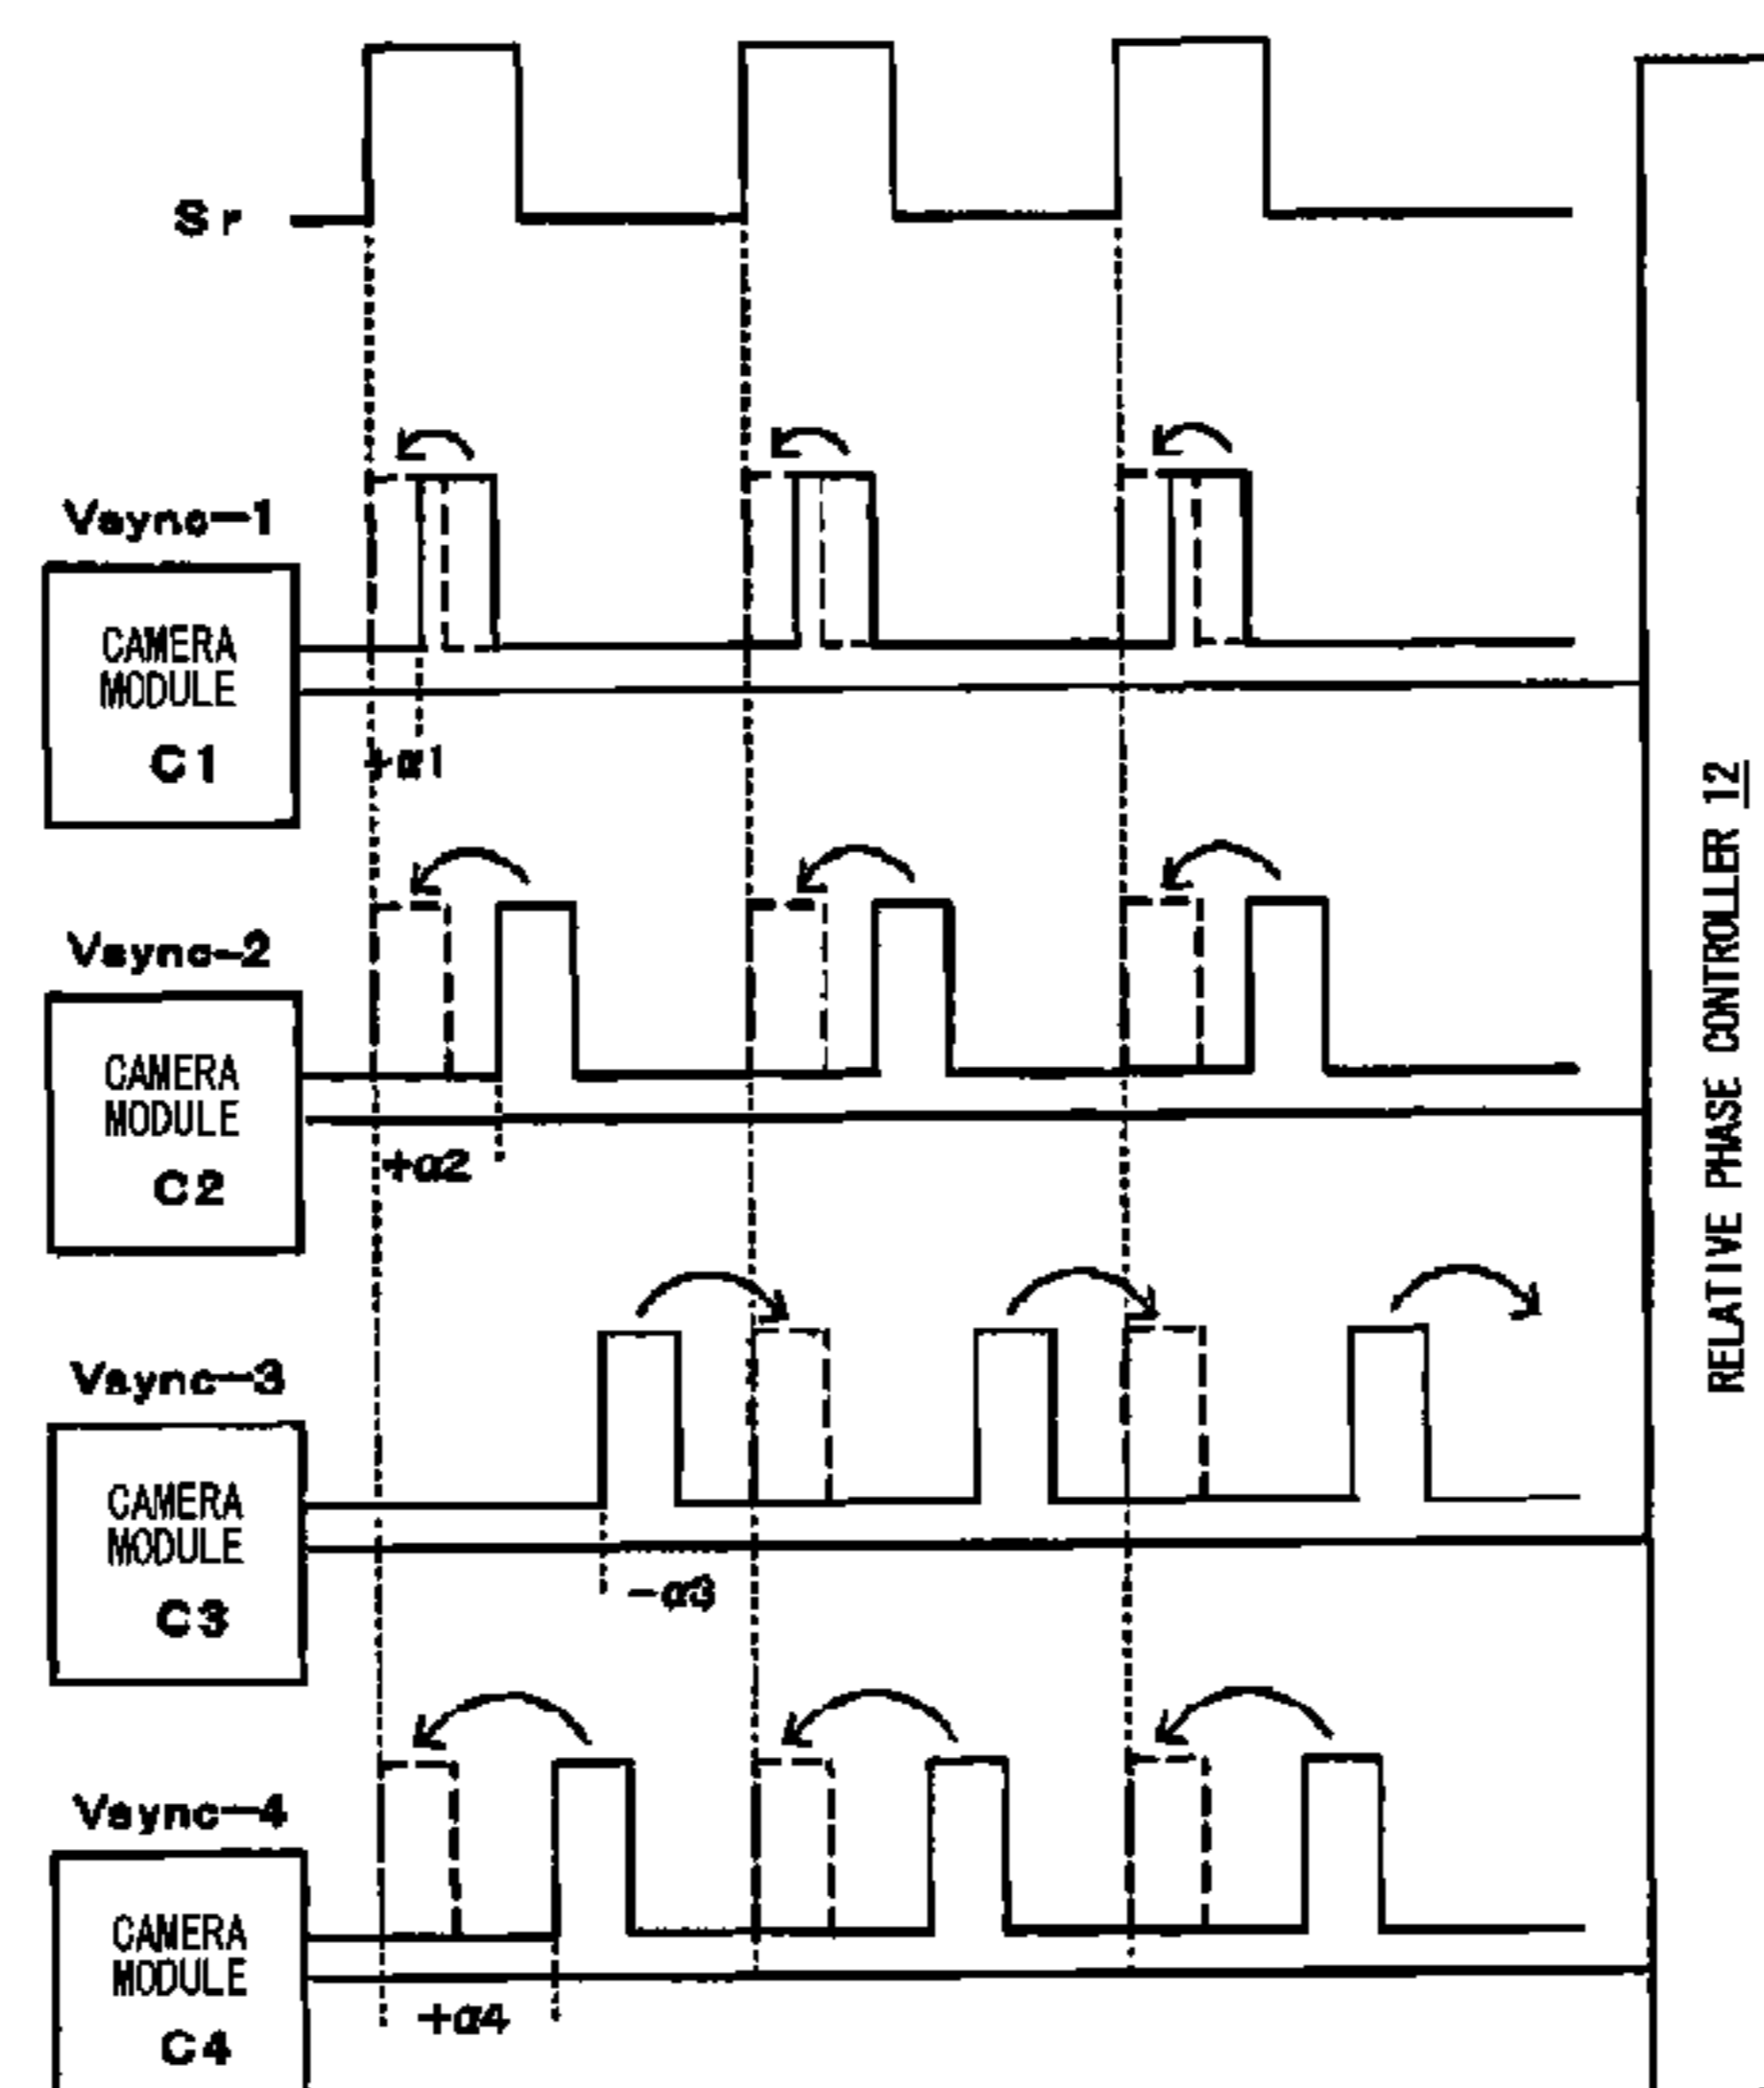 Sr
Vsync-1
CAMERA
MODULE
C1
+α1
Vsync-2
CAMERA
MODULE
C2
+α2
Vsync-3
CAMERA
MODULE
C3
-α3
Vsync-4
CAMERA
MODULE
C4
+α4
RELATIVE PHASE CONTROLLER 12